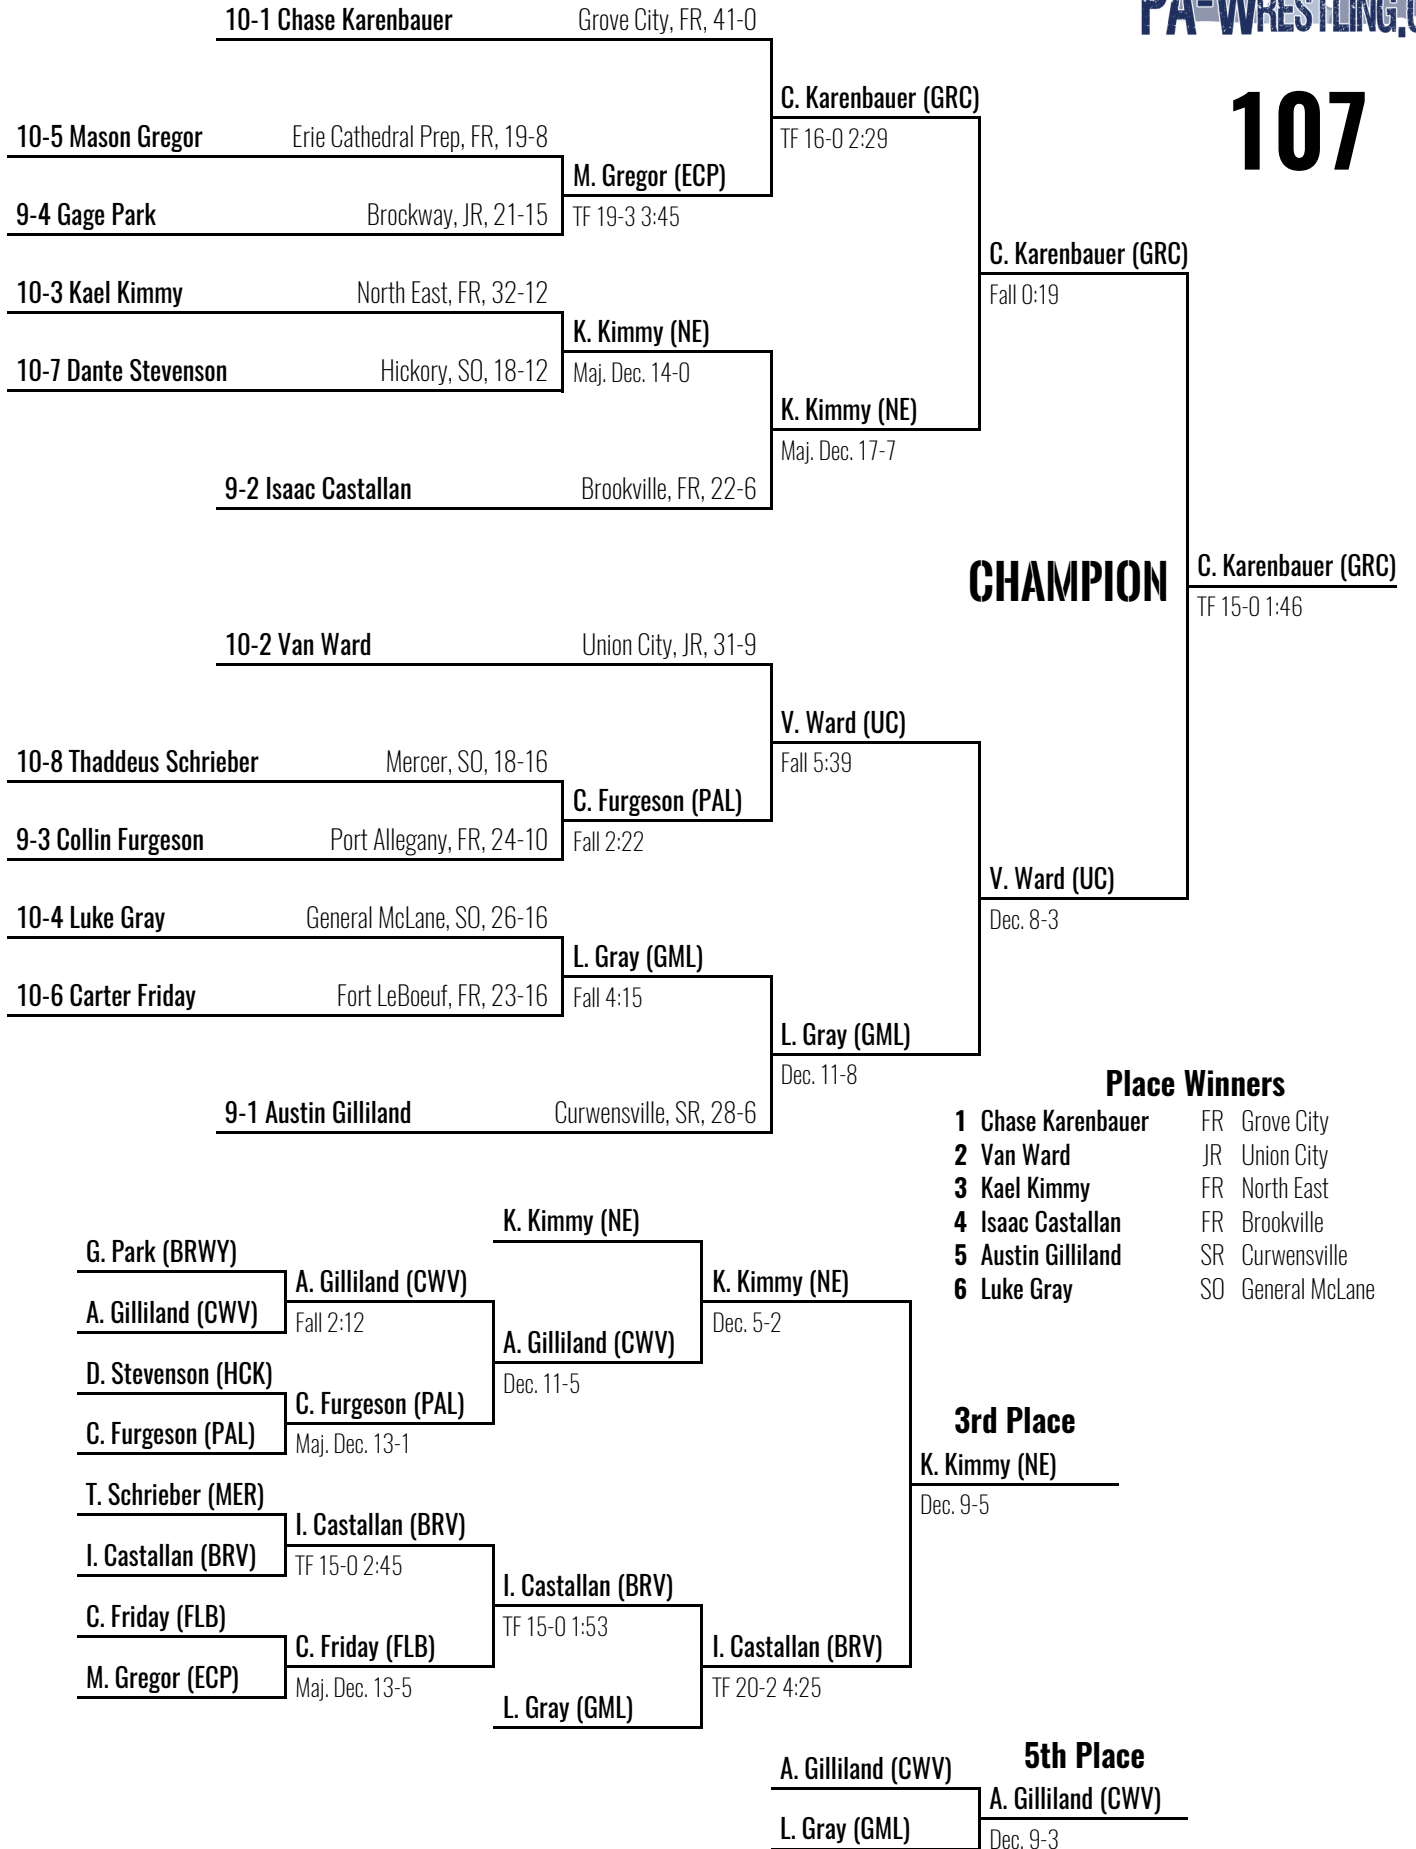 PA-WRESTLING.
10-1 Chase Karenbauer Grove City, FR, 41-0
C. Karenbauer (GRC)
107
10-5 Mason Gregor Erie Cathedral Prep, FR, 19-8
TF 16-0 2:29
M. Gregor (ECP)
9-4 Gage Park Brockway, JR, 21-15
TF 19-3 3:45
C. Karenbauer (GRC)
10-3 Kael Kimmy North East, FR, 32-12
Fall 0:19
K. Kimmy (NE)
10-7 Dante Stevenson Hickory, SO, 18-12
Maj. Dec. 14-0
K. Kimmy (NE)
Maj. Dec. 17-7
9-2 Isaac Castallan Brookville, FR, 22-6
CHAMPION
C. Karenbauer (GRC)
TF 15-0 1:46
10-2 Van Ward Union City, JR, 31-9
V. Ward (UC)
10-8 Thaddeus Schrieber Mercer, SO, 18-16
Fall 5:39
C. Furgeson (PAL)
9-3 Collin Furgeson Port Allegany, FR, 24-10
Fall 2:22
V. Ward (UC)
10-4 Luke Gray General McLane, SO, 26-16
Dec. 8-3
L. Gray (GML)
10-6 Carter Friday Fort LeBoeuf, FR, 23-16
Fall 4:15
L. Gray (GML)
Dec. 11-8
9-1 Austin Gilliland Curwensville, SR, 28-6
Place Winners
1 Chase Karenbauer FR Grove City
2 Van Ward JR Union City
3 Kael Kimmy FR North East
4 Isaac Castallan FR Brookville
5 Austin Gilliland SR Curwensville
6 Luke Gray SO General McLane
K. Kimmy (NE)
G. Park (BRWY)
A. Gilliland (CWV)
K. Kimmy (NE)
A. Gilliland (CWV)
Fall 2:12
Dec. 5-2
A. Gilliland (CWV)
D. Stevenson (HCK)
Dec. 11-5
C. Furgeson (PAL)
3rd Place
C. Furgeson (PAL)
Maj. Dec. 13-1
K. Kimmy (NE)
T. Schrieber (MER)
Dec. 9-5
I. Castallan (BRV)
I. Castallan (BRV)
TF 15-0 2:45
I. Castallan (BRV)
C. Friday (FLB)
TF 15-0 1:53
C. Friday (FLB)
I. Castallan (BRV)
M. Gregor (ECP)
Maj. Dec. 13-5
TF 20-2 4:25
L. Gray (GML)
5th Place
A. Gilliland (CWV)
A. Gilliland (CWV)
L. Gray (GML)
Dec. 9-3